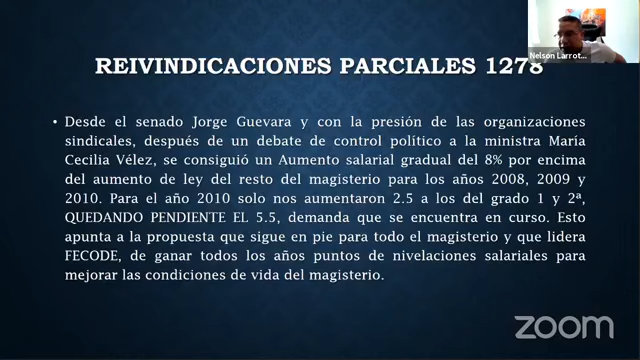 Nelson Larrot...
REIVINDICACIONES PARCIALES 1278
• Desde el senado Jorge Guevara y con la presión de las organizaciones
sindicales, después de un debate de control político a la ministra María
Cecilia Vélez, se consiguió un Aumento salarial gradual del 8% por encima
del aumento de ley del resto del magisterio para los años 2008, 2009 y
2010. Para el año 2010 solo nos aumentaron 2.5 a los del grado 1 y 2ª,
QUEDANDO PENDIENTE EL 5.5, demanda que se encuentra en curso. Esto
apunta a la propuesta que sigue en pie para todo el magisterio y que lidera
FECODE, de ganar todos los años puntos de nivelaciones salariales para
mejorar las condiciones de vida del magisterio.
zoom